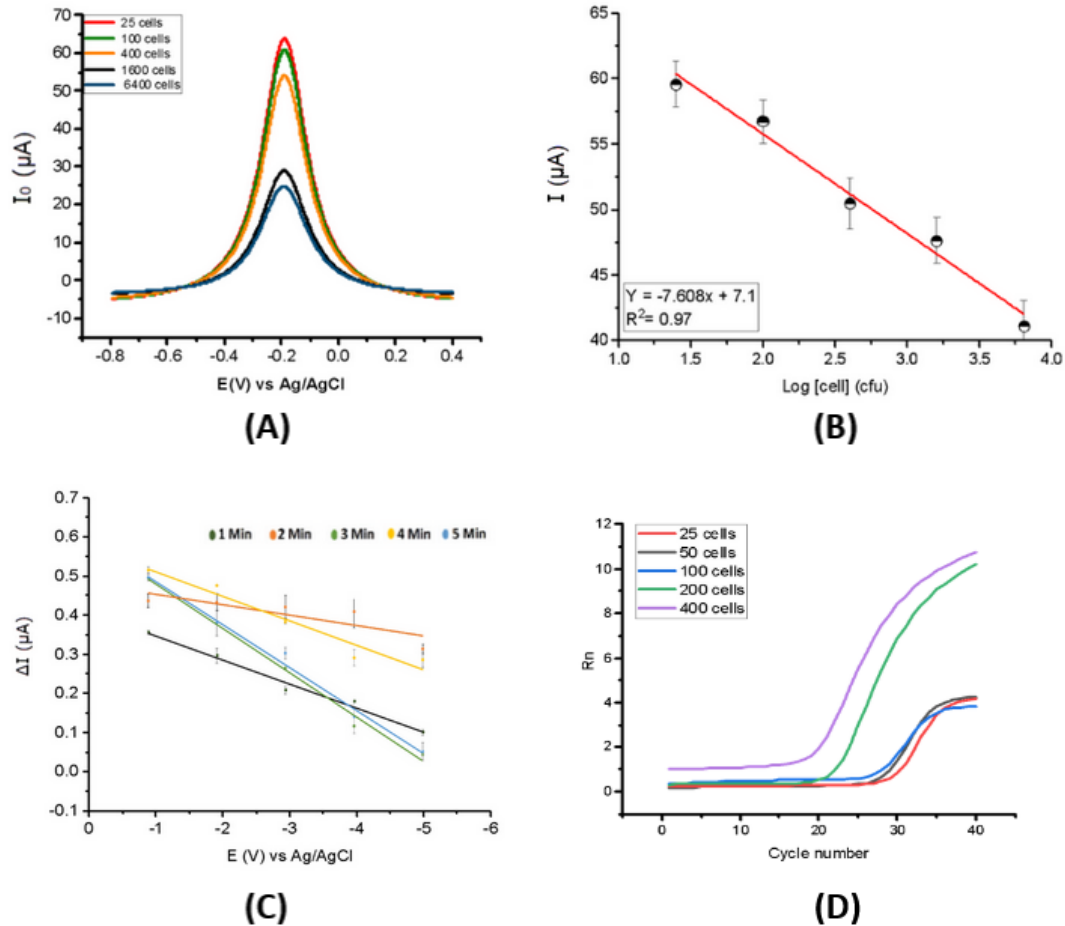 70
60
50
40
30
20
10
0
-10
I₀ (µA)
25 cells
100 cells
400 cells
1600 cells
6400 cells
-0.8 -0.6 -0.4 -0.2 0.0 0.2 0.4
E(V) vs Ag/AgCl
(A)
65
60
55
50
45
40
I (µA)
Y = -7.608x + 7.1
R²= 0.97
1.0 1.5 2.0 2.5 3.0 3.5 4.0
Log [cell] (cfu)
(B)
0.7
0.6
0.5
0.4
0.3
0.2
0.1
0.0
-0.1
ΔI (µA)
1 Min 2 Min 3 Min 4 Min 5 Min
0 -1 -2 -3 -4 -5 -6
E (V) vs Ag/AgCl
(C)
12
10
8
6
4
2
0
Rn
25 cells
50 cells
100 cells
200 cells
400 cells
0 10 20 30 40
Cycle number
(D)